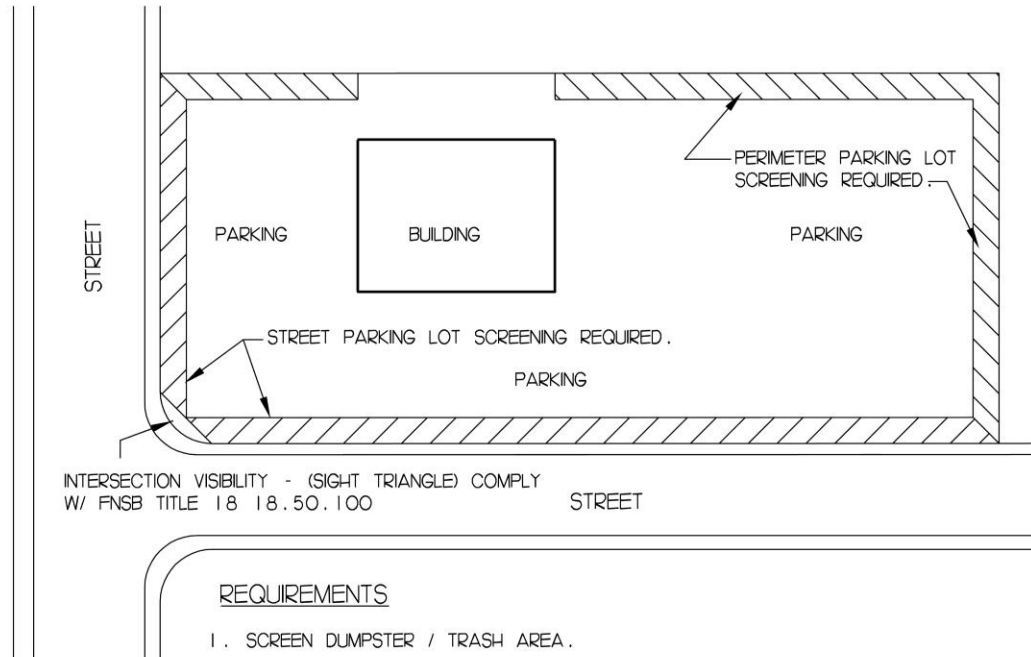 PERIMETER PARKING LOT
SCREENING REQUIRED.
STREET
PARKING
BUILDING
PARKING
STREET PARKING LOT SCREENING REQUIRED.
PARKING
INTERSECTION VISIBILITY - (SIGHT TRIANGLE) COMPLY
W/ FNSB TITLE 18 18.50.100
STREET
REQUIREMENTS
1. SCREEN DUMPSTER / TRASH AREA.